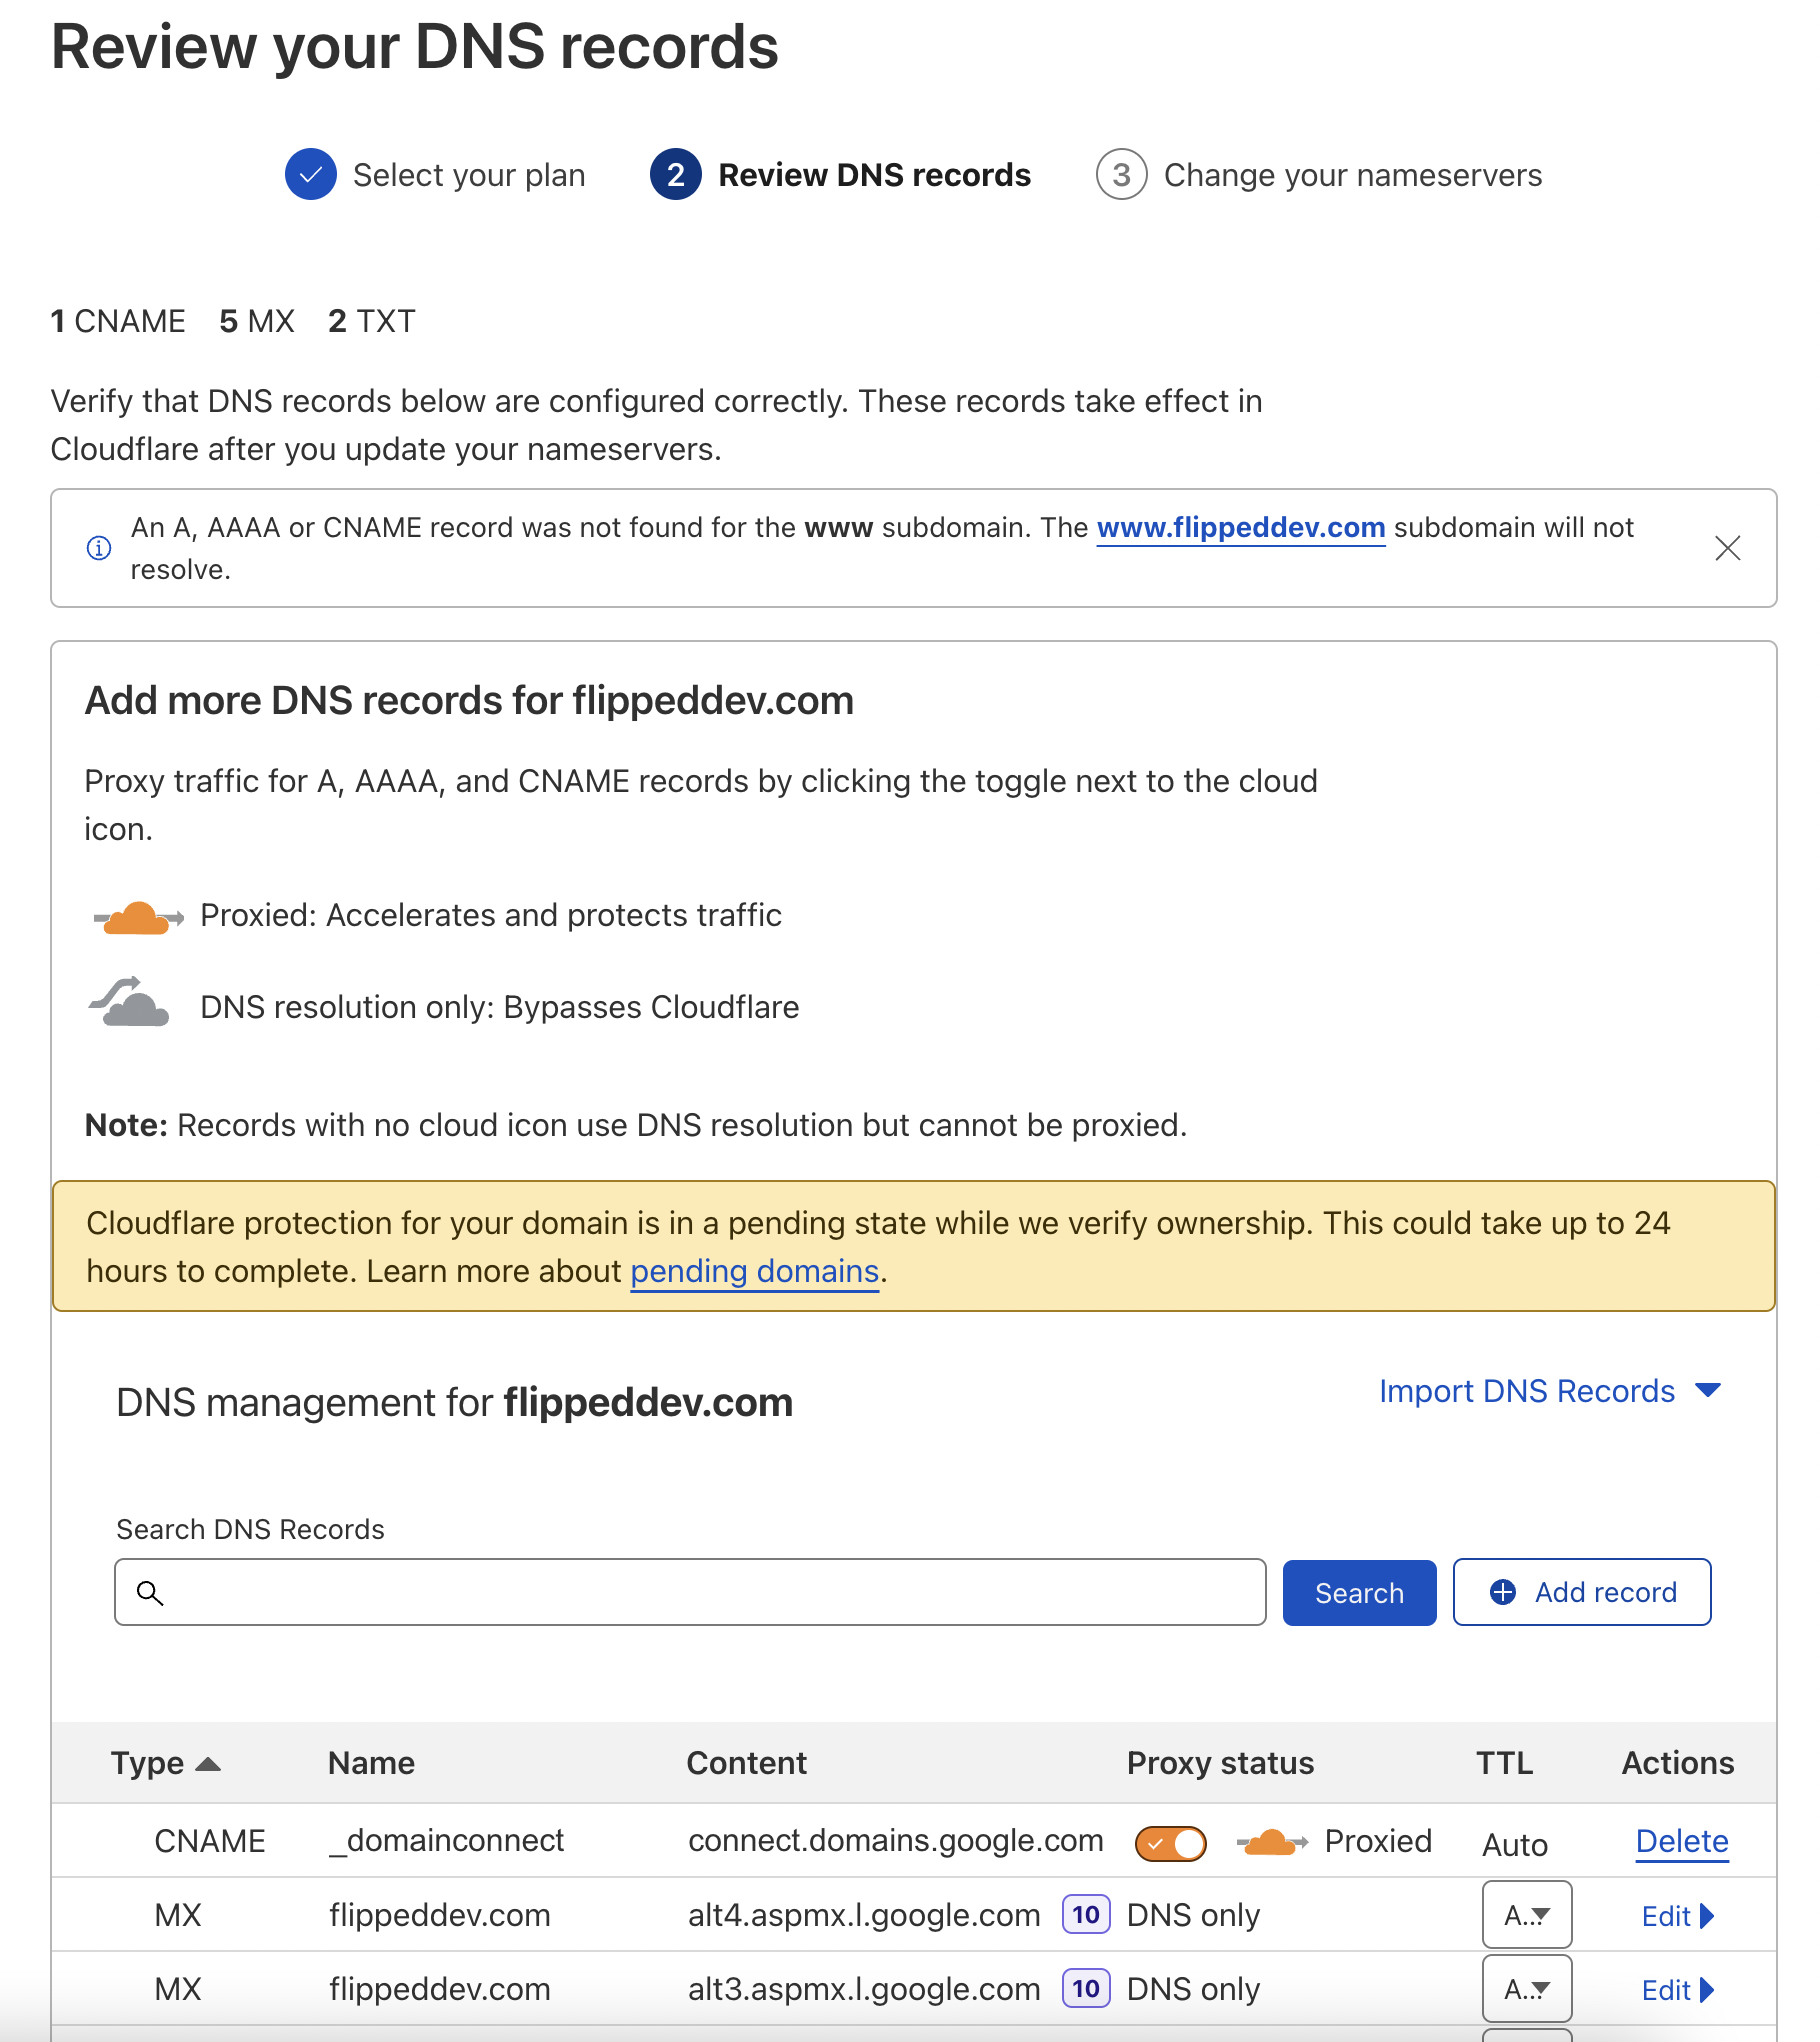 Review your DNS records
Select your plan 2 Review DNS records 3 Change your nameservers
1 CNAME 5 MX 2 TXT
Verify that DNS records below are configured correctly. These records take effect in
Cloudflare after you update your nameservers.
An A, AAAA or CNAME record was not found for the www subdomain. The www.flippeddev.com subdomain will not
resolve.
Add more DNS records for flippeddev.com
Proxy traffic for A, AAAA, and CNAME records by clicking the toggle next to the cloud
icon.
Proxied: Accelerates and protects traffic
DNS resolution only: Bypasses Cloudflare
Note: Records with no cloud icon use DNS resolution but cannot be proxied.
Cloudflare protection for your domain is in a pending state while we verify ownership. This could take up to 24
hours to complete. Learn more about pending domains.
DNS management for flippeddev.com Import DNS Records
Search DNS Records
Search Add record
Type Name Content Proxy status TTL Actions
CNAME _domainconnect connect.domains.google.com Proxied Auto Delete
MX flippeddev.com alt4.aspmx.l.google.com 10 DNS only A... Edit
MX flippeddev.com alt3.aspmx.l.google.com 10 DNS only A... Edit